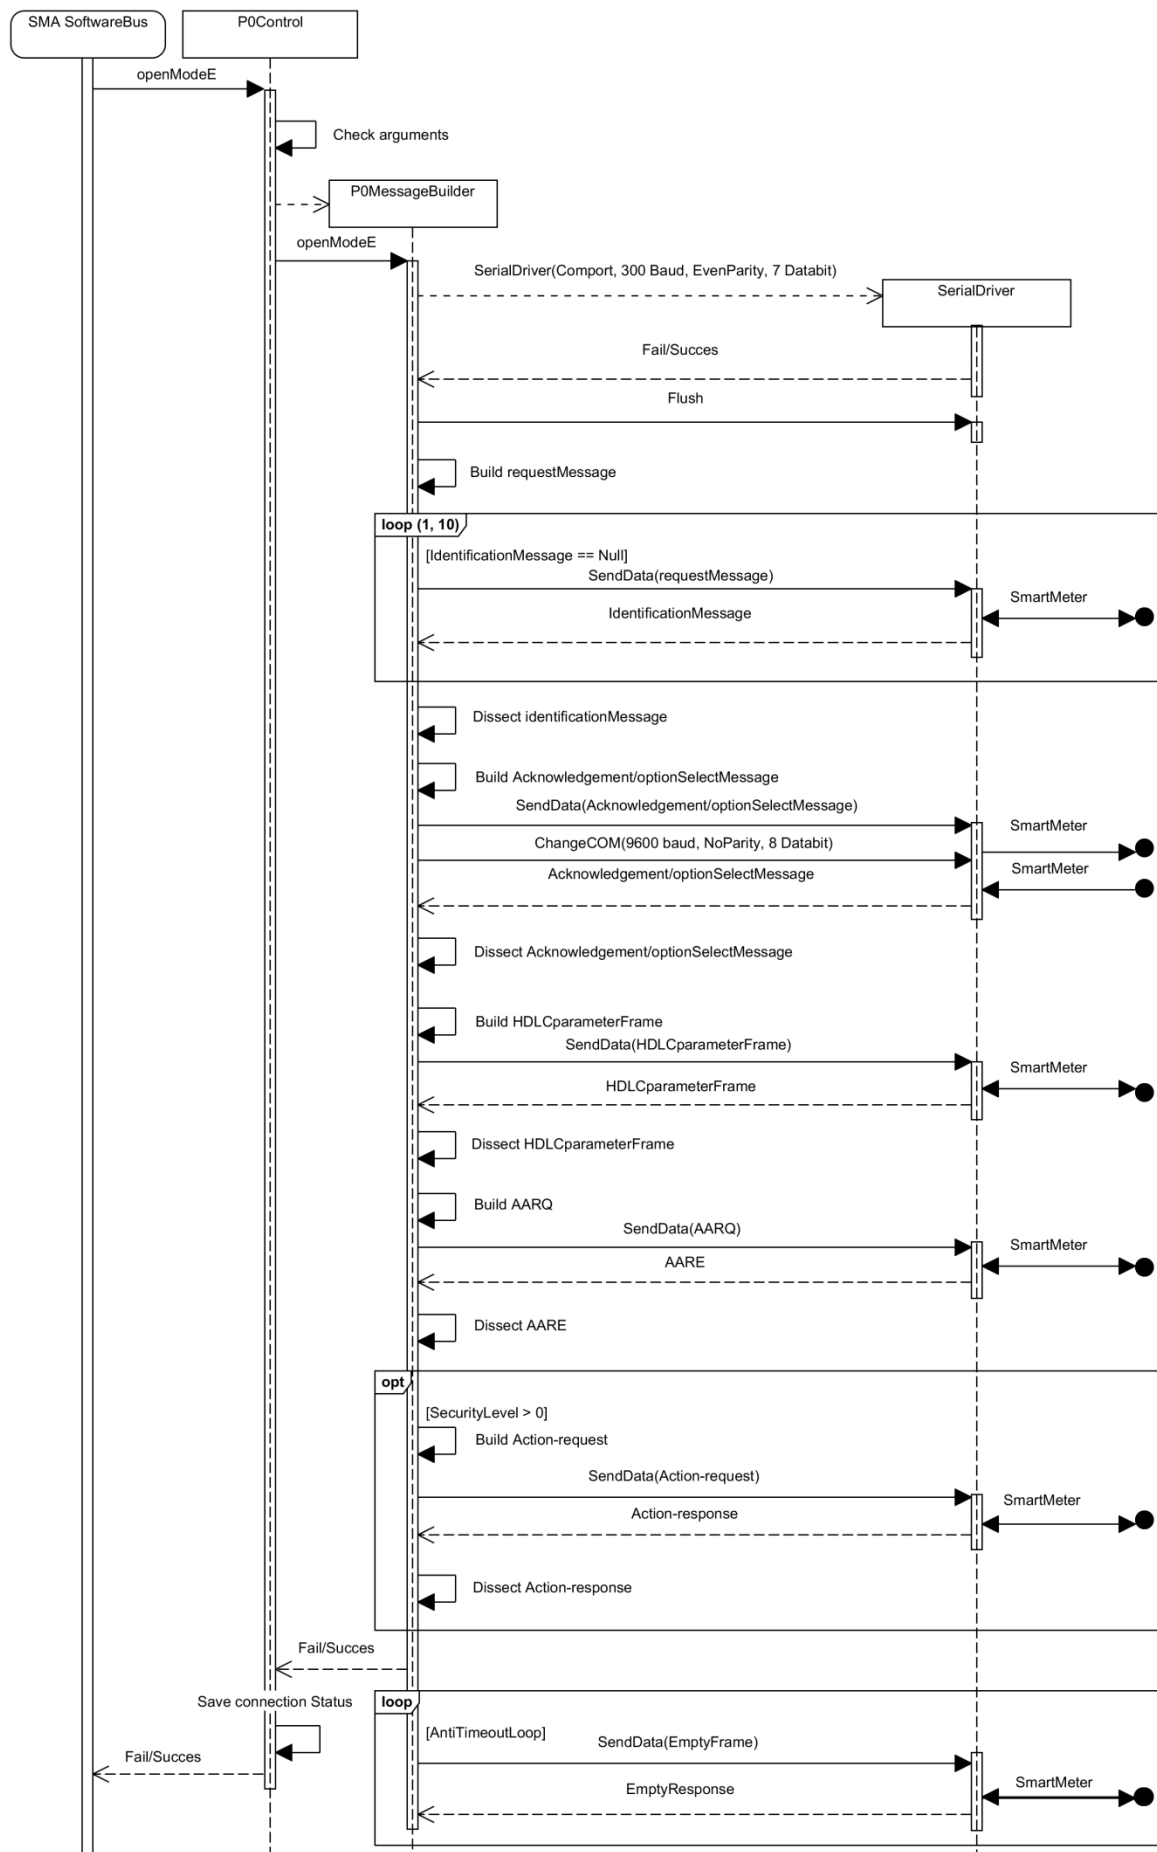 SMA SoftwareBus
P0Control
openModeE
Check arguments
P0MessageBuilder
openModeE
SerialDriver(Comport, 300 Baud, EvenParity, 7 Databit)
SerialDriver
Fail/Succes
Flush
Build requestMessage
loop (1, 10)
[IdentificationMessage == Null]
SendData(requestMessage)
SmartMeter
IdentificationMessage
Dissect identificationMessage
Build Acknowledgement/optionSelectMessage
SendData(Acknowledgement/optionSelectMessage)
SmartMeter
ChangeCOM(9600 baud, NoParity, 8 Databit)
SmartMeter
Acknowledgement/optionSelectMessage
Dissect Acknowledgement/optionSelectMessage
Build HDLCparameterFrame
SendData(HDLCparameterFrame)
SmartMeter
HDLCparameterFrame
Dissect HDLCparameterFrame
Build AARQ
SendData(AARQ)
SmartMeter
AARE
Dissect AARE
opt
[SecurityLevel > 0]
Build Action-request
SendData(Action-request)
SmartMeter
Action-response
Dissect Action-response
Fail/Succes
Save connection Status
loop
[AntiTimeoutLoop]
SendData(EmptyFrame)
Fail/Succes
SmartMeter
EmptyResponse